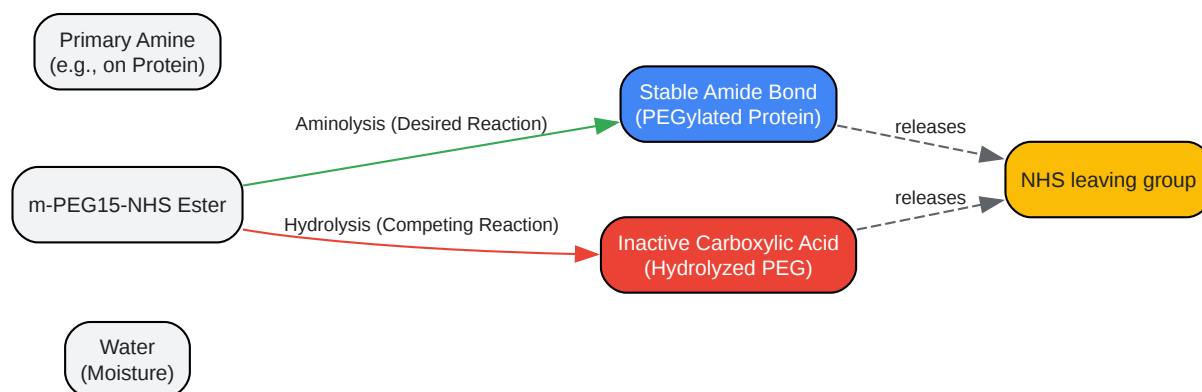 Primary Amine
(e.g., on Protein)
Stable Amide Bond
(PEGylated Protein)
Aminolysis (Desired Reaction)
releases
NHS leaving group
m-PEG15-NHS Ester
releases
Hydrolysis (Competing Reaction)
Inactive Carboxylic Acid
(Hydrolyzed PEG)
Water
(Moisture)